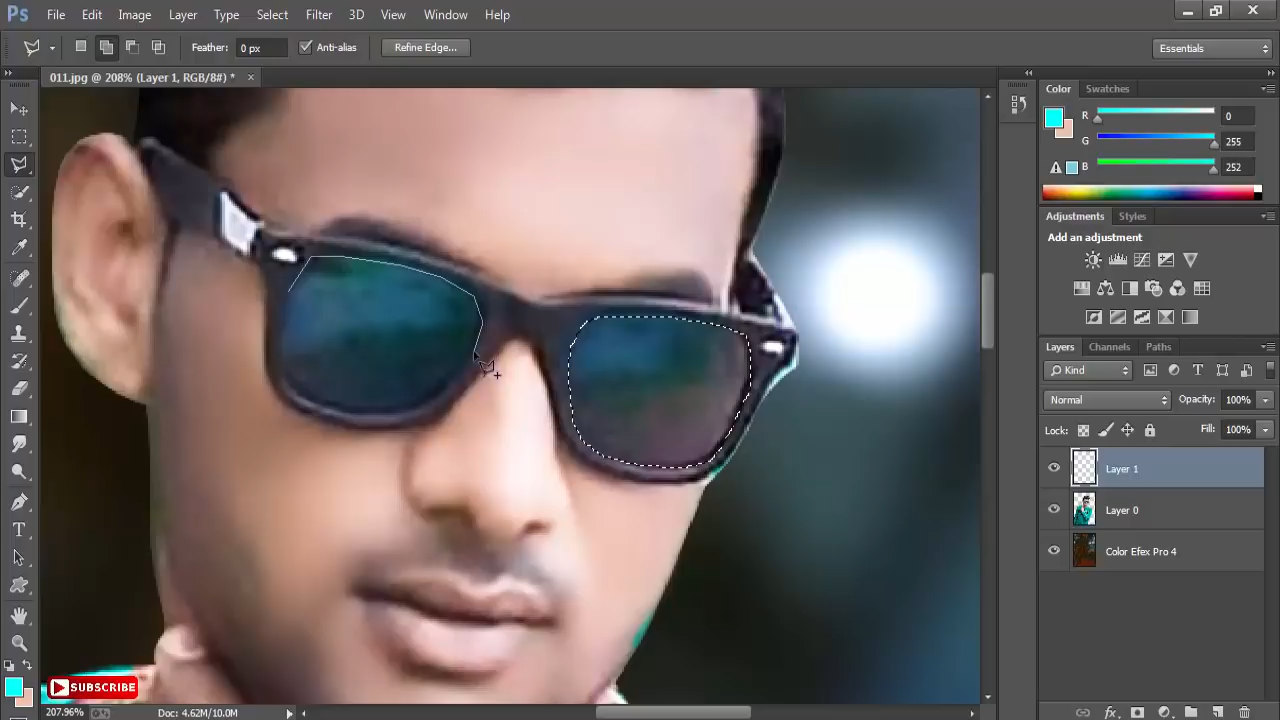 Ps File Edit Image Layer Type Select Filter 3D View Window Help
Feather: 0 px Anti-alias Refine Edge... Essentials
011.jpg @ 208% (Layer 1, RGB/8#) *
Color Swatches
R 0
G 255
B 252
Adjustments Styles
Add an adjustment
Layers Channels Paths
Kind
Normal Opacity: 100%
Lock: Fill: 100%
Layer 1
Layer 0
Color Efex Pro 4
SUBSCRIBE
207.96% Doc: 4.62M/10.0M